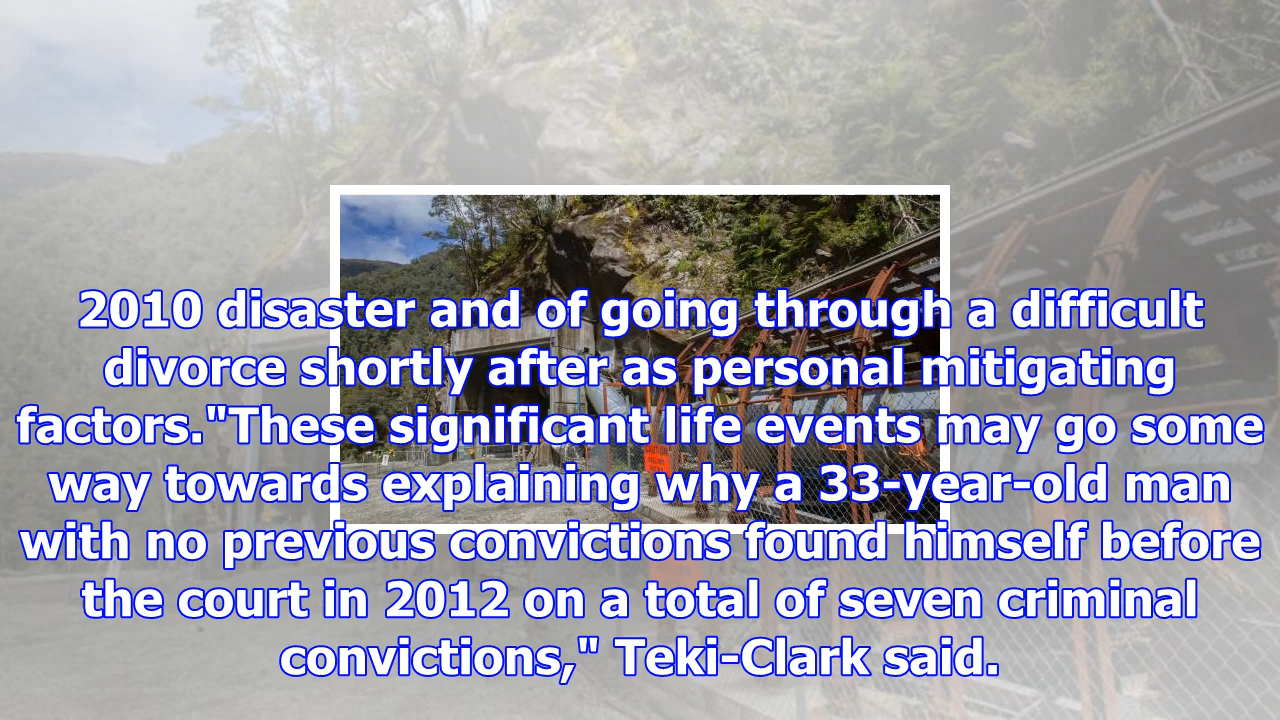 2010 disaster and of going through a difficult
divorce shortly after as personal mitigating
factors."These significant life events may go some
way towards explaining why a 33-year-old man
with no previous convictions found himself before
the court in 2012 on a total of seven criminal
convictions," Teki-Clark said.